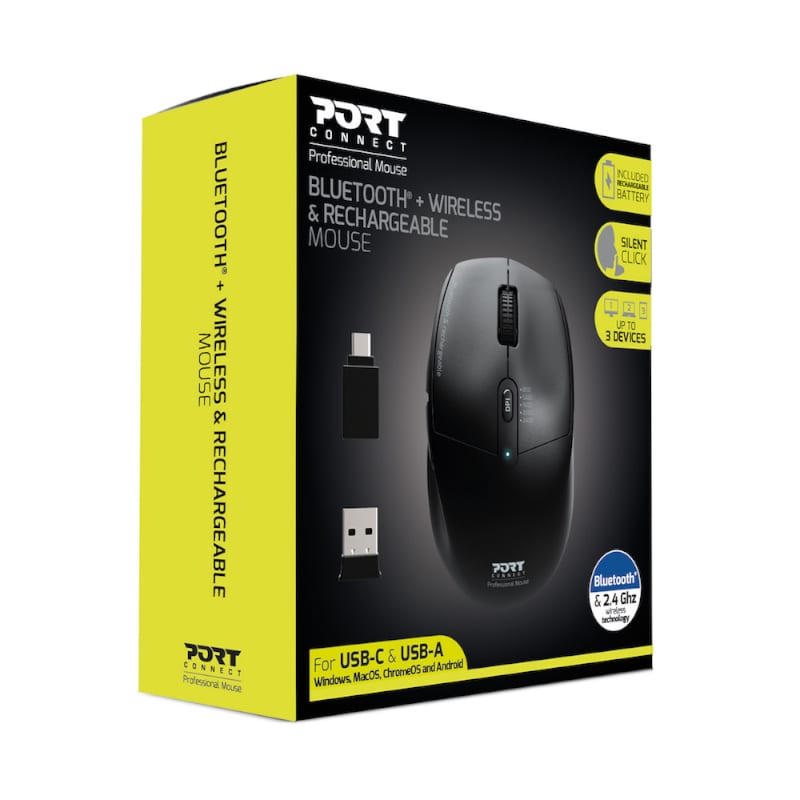 BLUETOOTH® + WIRELESS & RECHARGEABLE
MOUSE
PORT
CONNECT
Professional Mouse
PORT
CONNECT
Professional Mouse
BLUETOOTH® + WIRELESS
& RECHARGEABLE
MOUSE
INCLUDED
RECHARGEABLE
BATTERY
SILENT
CLICK
1 2 3
UP TO
3 DEVICES
& rechargeable
DPI
PORT
CONNECT
Professional Mouse
Bluetooth®
& 2.4 Ghz
wireless
technology
For USB-C & USB-A
Windows, MacOS, ChromeOS and Android